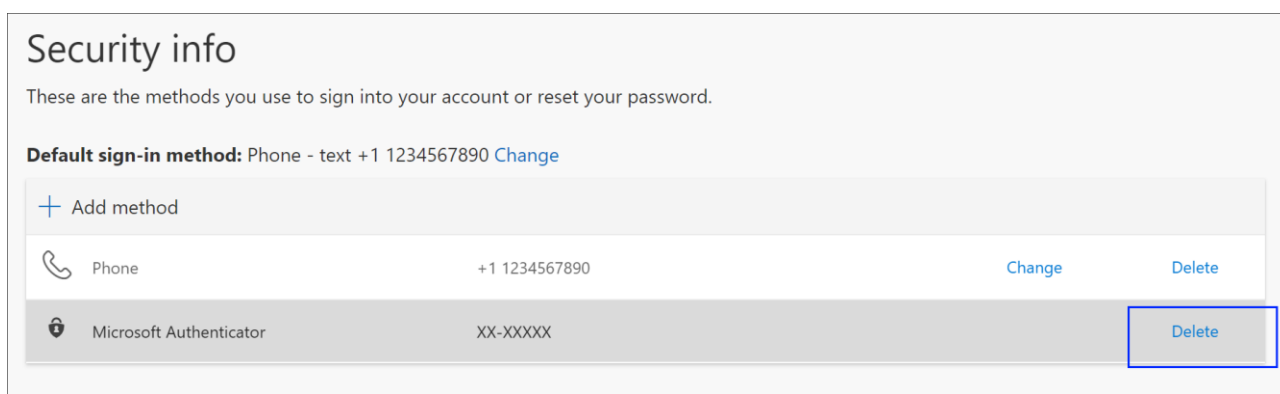 Security info
These are the methods you use to sign into your account or reset your password.
Default sign-in method: Phone - text +1 1234567890 Change
Add method
Phone +1 1234567890 Change Delete
Microsoft Authenticator XX-XXXXX Delete